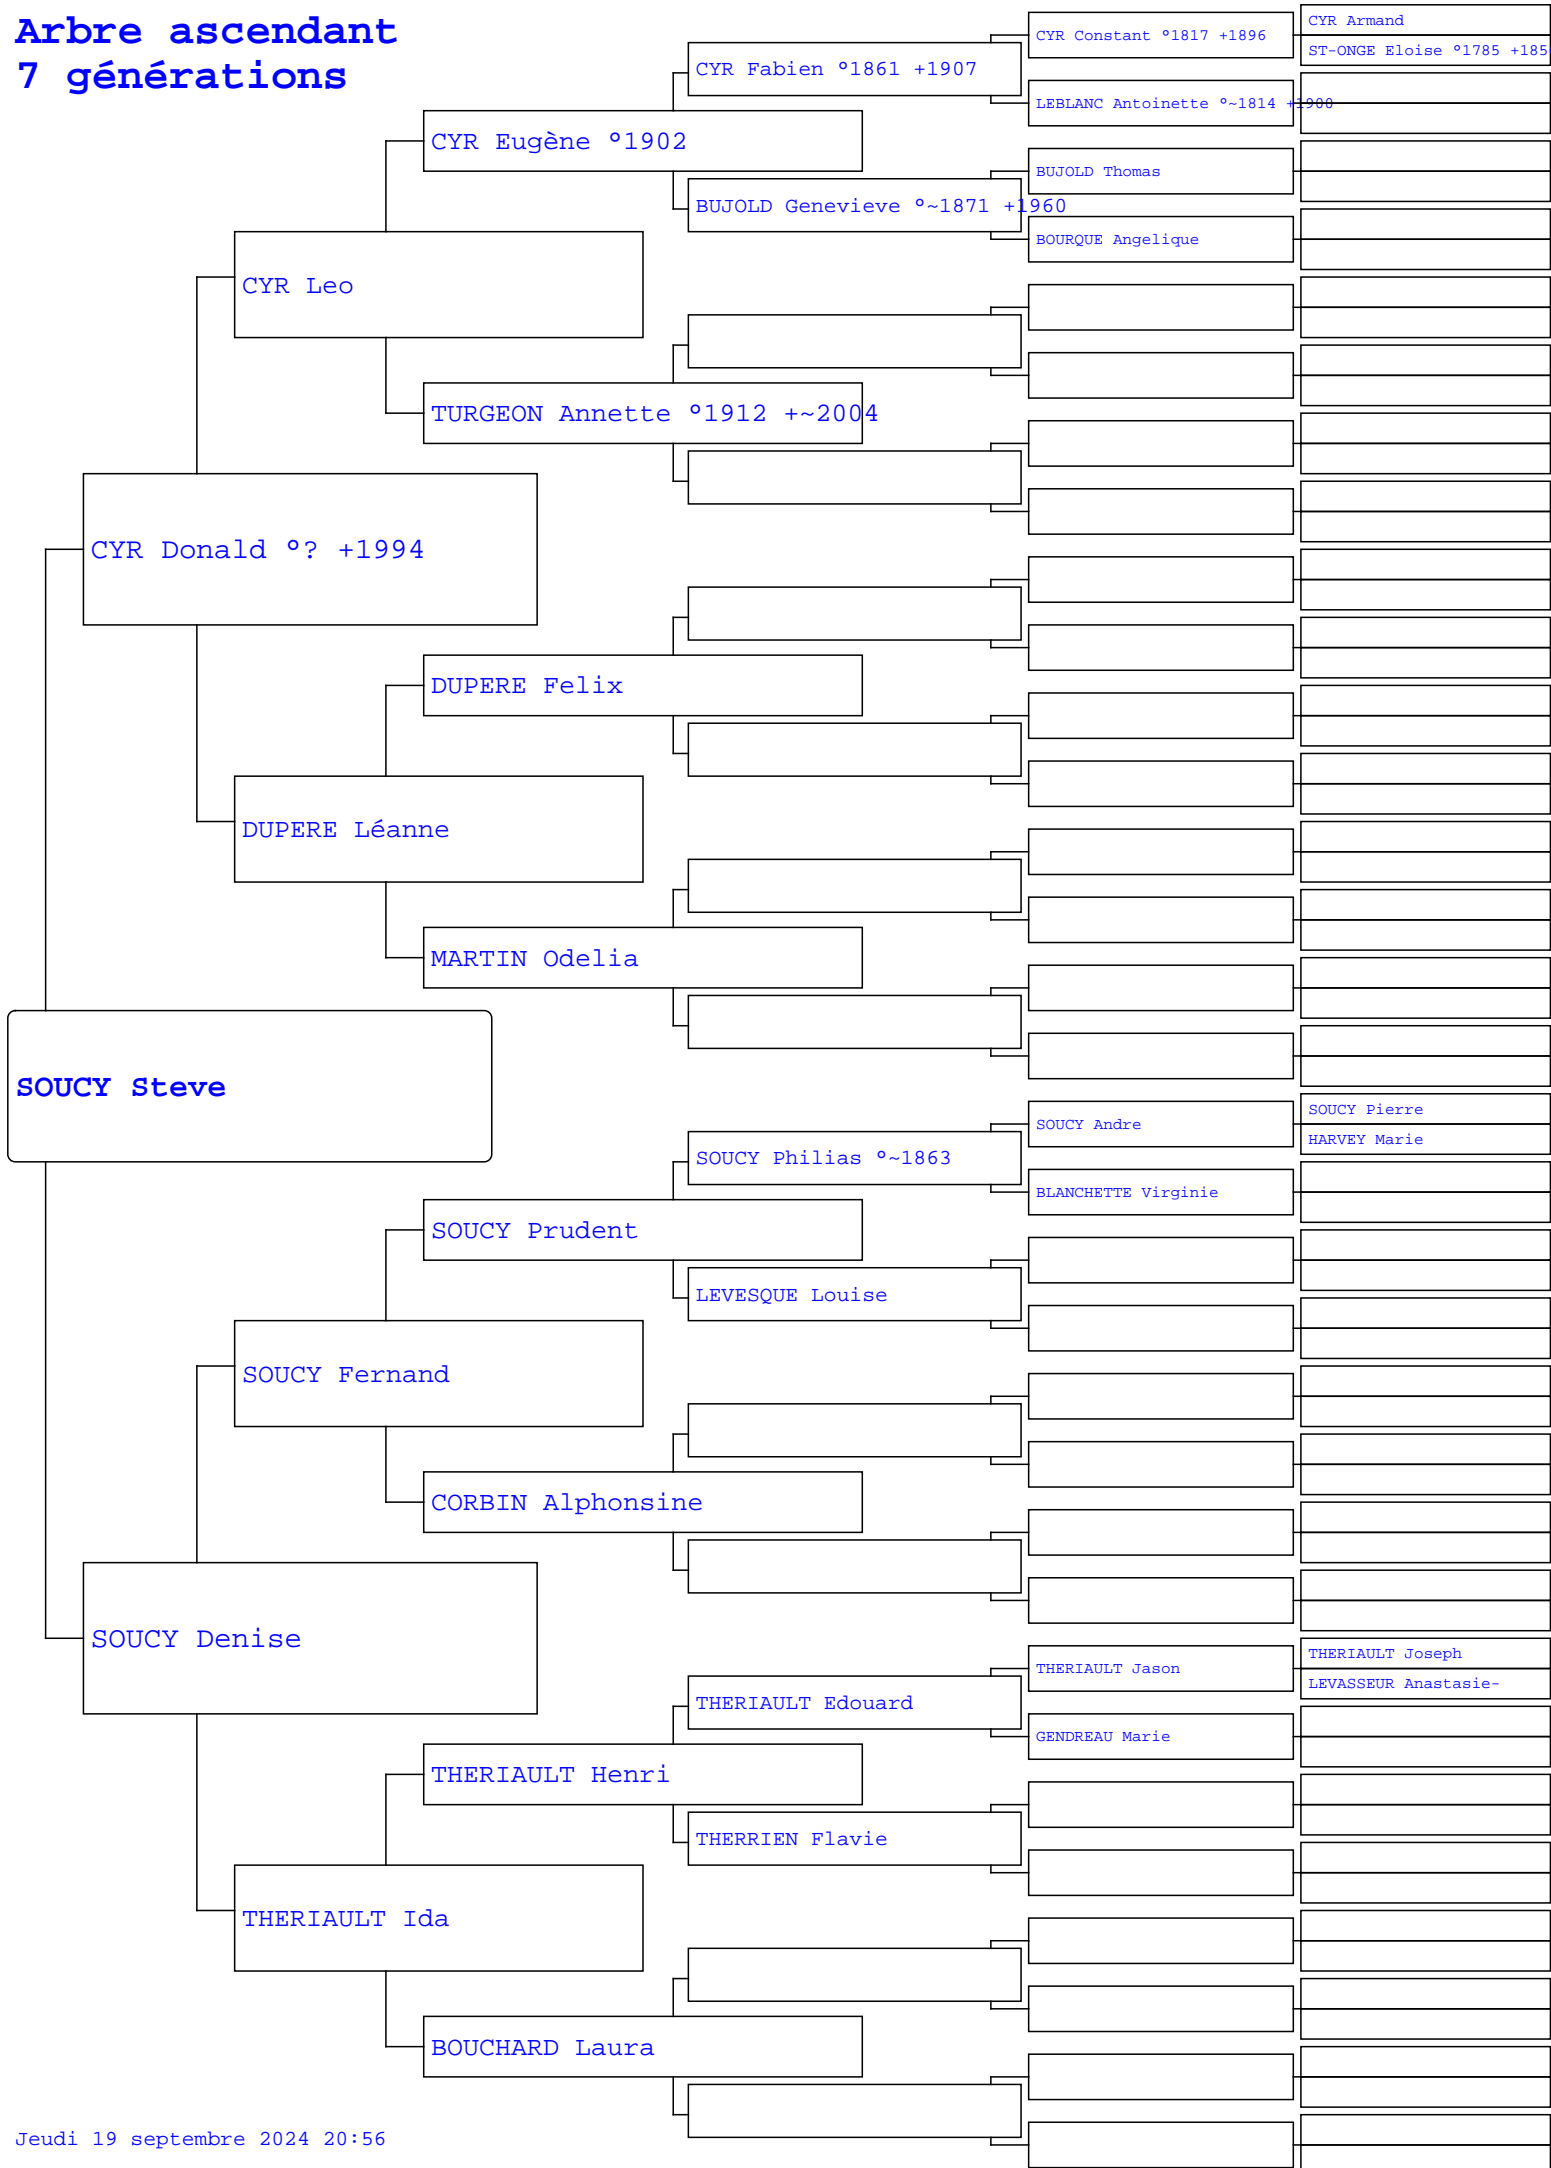 Arbre ascendant
7 générations
CYR Armand
CYR Constant °1817 +1896
ST-ONGE Eloise °1785 +185
CYR Fabien °1861 +1907
LEBLANC Antoinette °~1814 +1900
CYR Eugène °1902
BUJOLD Thomas
BUJOLD Genevieve °~1871 +1960
BOURQUE Angelique
CYR Leo
TURGEON Annette °1912 +~2004
CYR Donald °? +1994
DUPERE Felix
DUPERE Léanne
MARTIN Odelia
SOUCY Steve
SOUCY Pierre
SOUCY Andre
HARVEY Marie
SOUCY Philias °~1863
BLANCHETTE Virginie
SOUCY Prudent
LEVESQUE Louise
SOUCY Fernand
CORBIN Alphonsine
SOUCY Denise
THERIAULT Joseph
THERIAULT Jason
LEVASSEUR Anastasie-
THERIAULT Edouard
GENDREAU Marie
THERIAULT Henri
THERRIEN Flavie
THERIAULT Ida
BOUCHARD Laura
Jeudi 19 septembre 2024 20:56